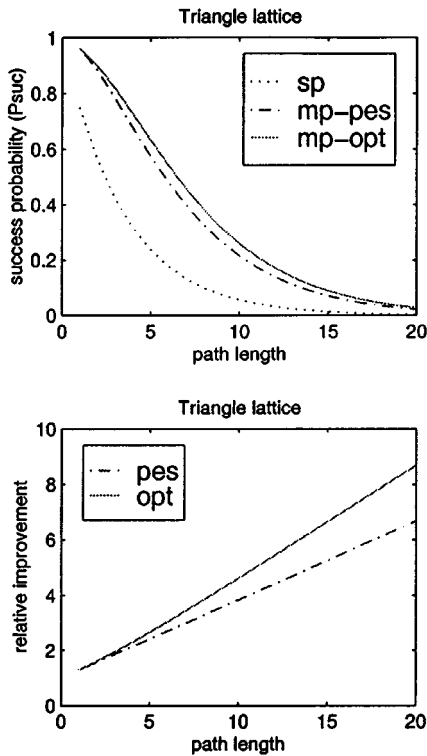 Triangle lattice
success probability (Psuc)
1
0.8
0.6
0.4
0.2
0
sp
mp-pes
mp-opt
0 5 10 15 20
path length
Triangle lattice
relative improvement
10
8
6
4
2
0
pes
opt
0 5 10 15 20
path length